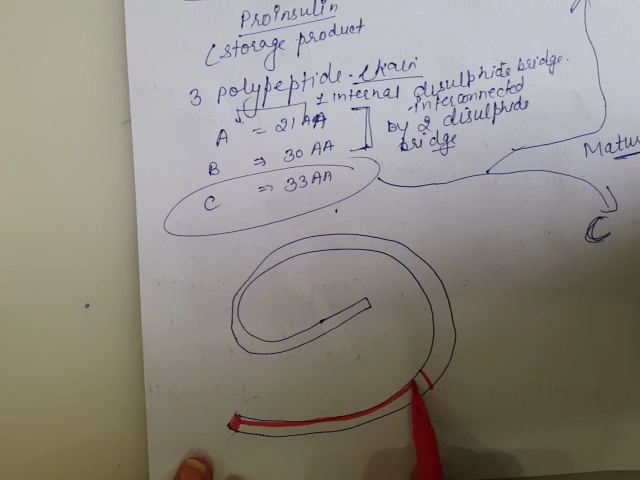 Proinsulin
(storage product
3 polypeptide chain
1 internal disulphide bridge.
A = 21 AA
interconnected
by 2 disulphide
bridge
B => 30 AA
C => 33 AA
Matur
C